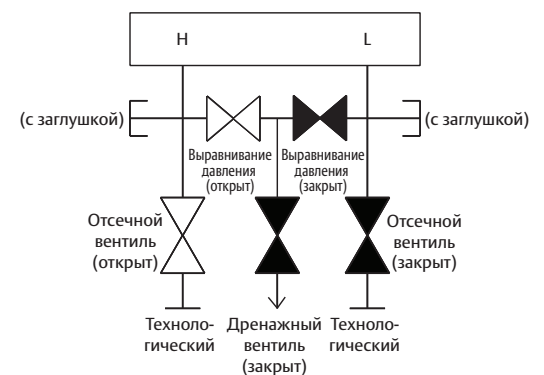 H
L
(с заглушкой)
(с заглушкой)
Выравнивание
давления
(открыт)
Выравнивание
давления
(закрыт)
Отсечной
вентиль
(открыт)
Отсечной
вентиль
(закрыт)
Техноло-
гический
Дренажный
вентиль
(закрыт)
Техноло-
гический